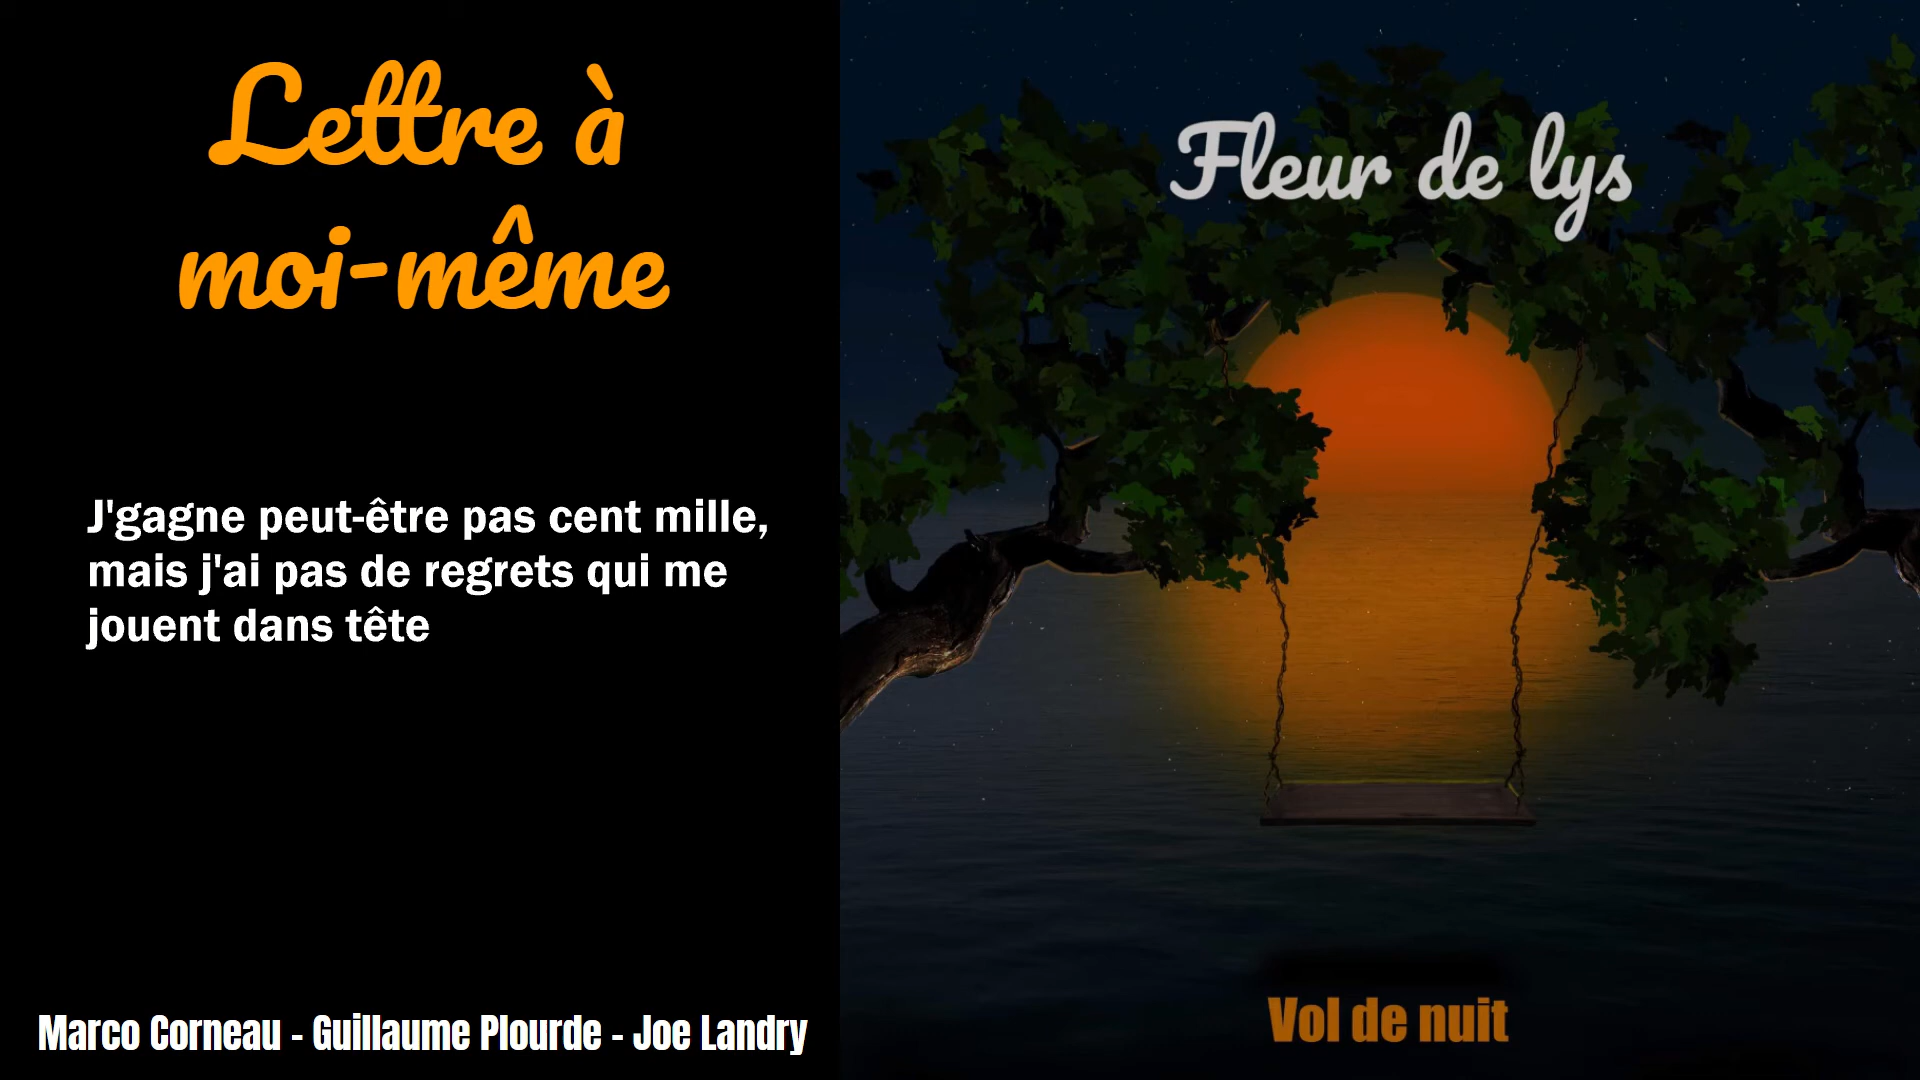 Lettre à
moi-même
J'gagne peut-être pas cent mille,
mais j'ai pas de regrets qui me
jouent dans tête
Marco Corneau - Guillaume Plourde - Joe Landry
Fleur de lys
Vol de nuit